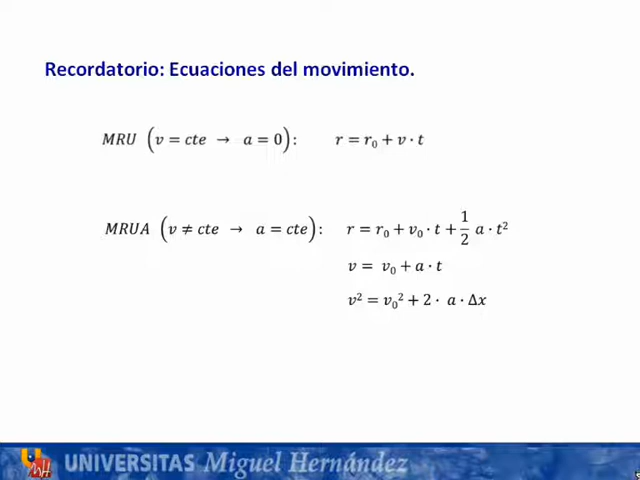 Recordatorio: Ecuaciones del movimiento.
MRU (v = cte → a = 0): r = r₀ + v · t
MRUA (v ≠ cte → a = cte): r = r₀ + v₀ · t + 1/2 a · t²
v = v₀ + a · t
v² = v₀² + 2 · a · Δx
UNIVERSITAS Miguel Hernández